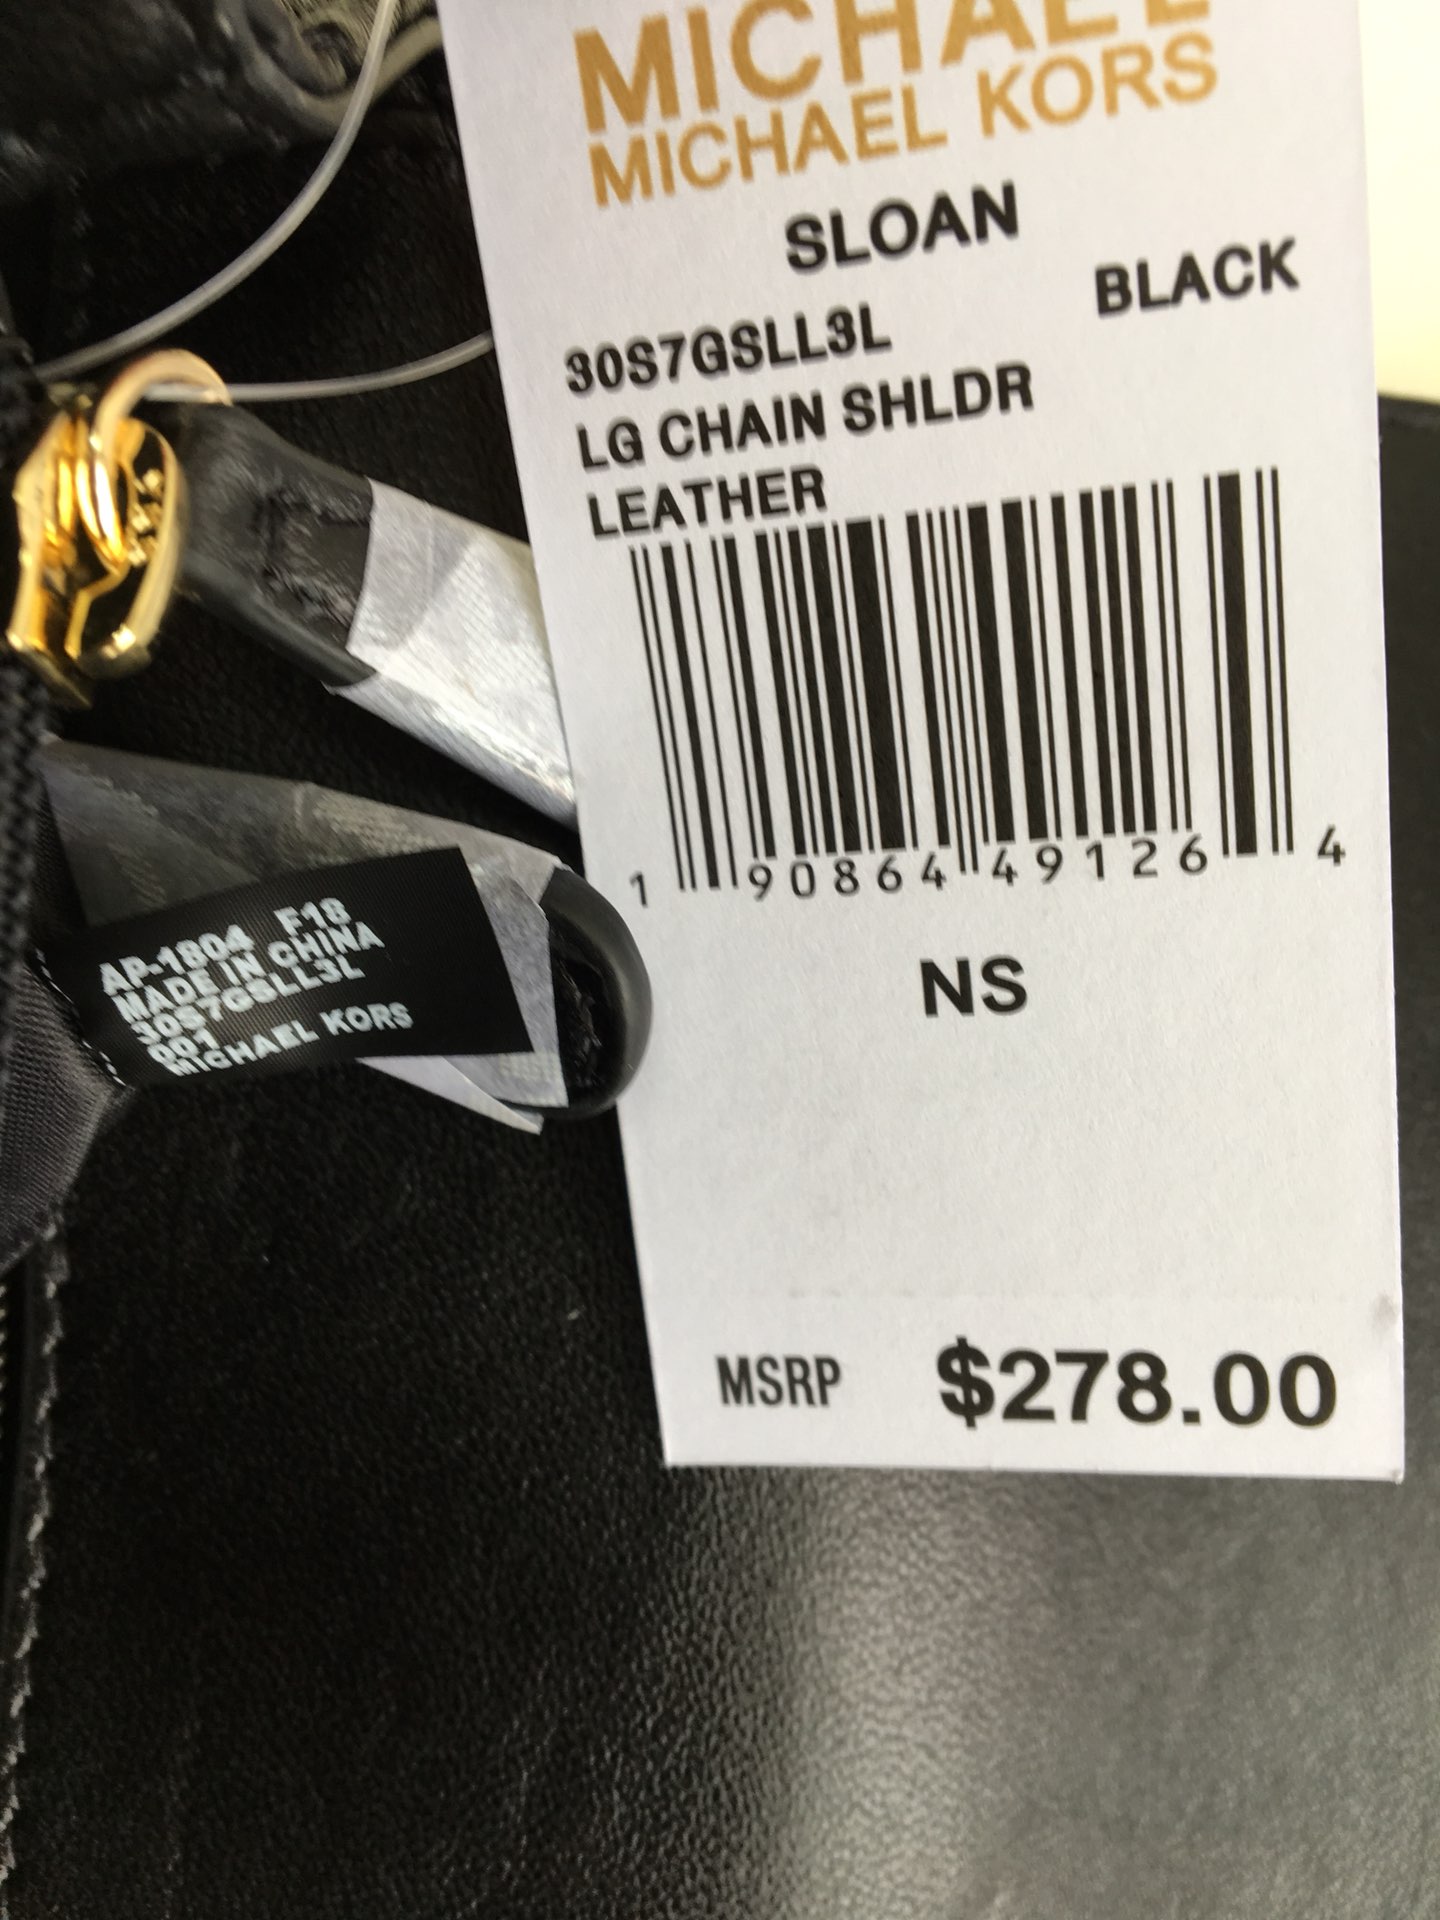 MICHAEL
MICHAEL KORS
SLOAN
BLACK
30S7GSLL3L
LG CHAIN SHLDR
LEATHER
1 90864 49126 4
NS
MSRP $278.00
AP-1804 F18
MADE IN CHINA
30S7GSLL3L
001
MICHAEL KORS